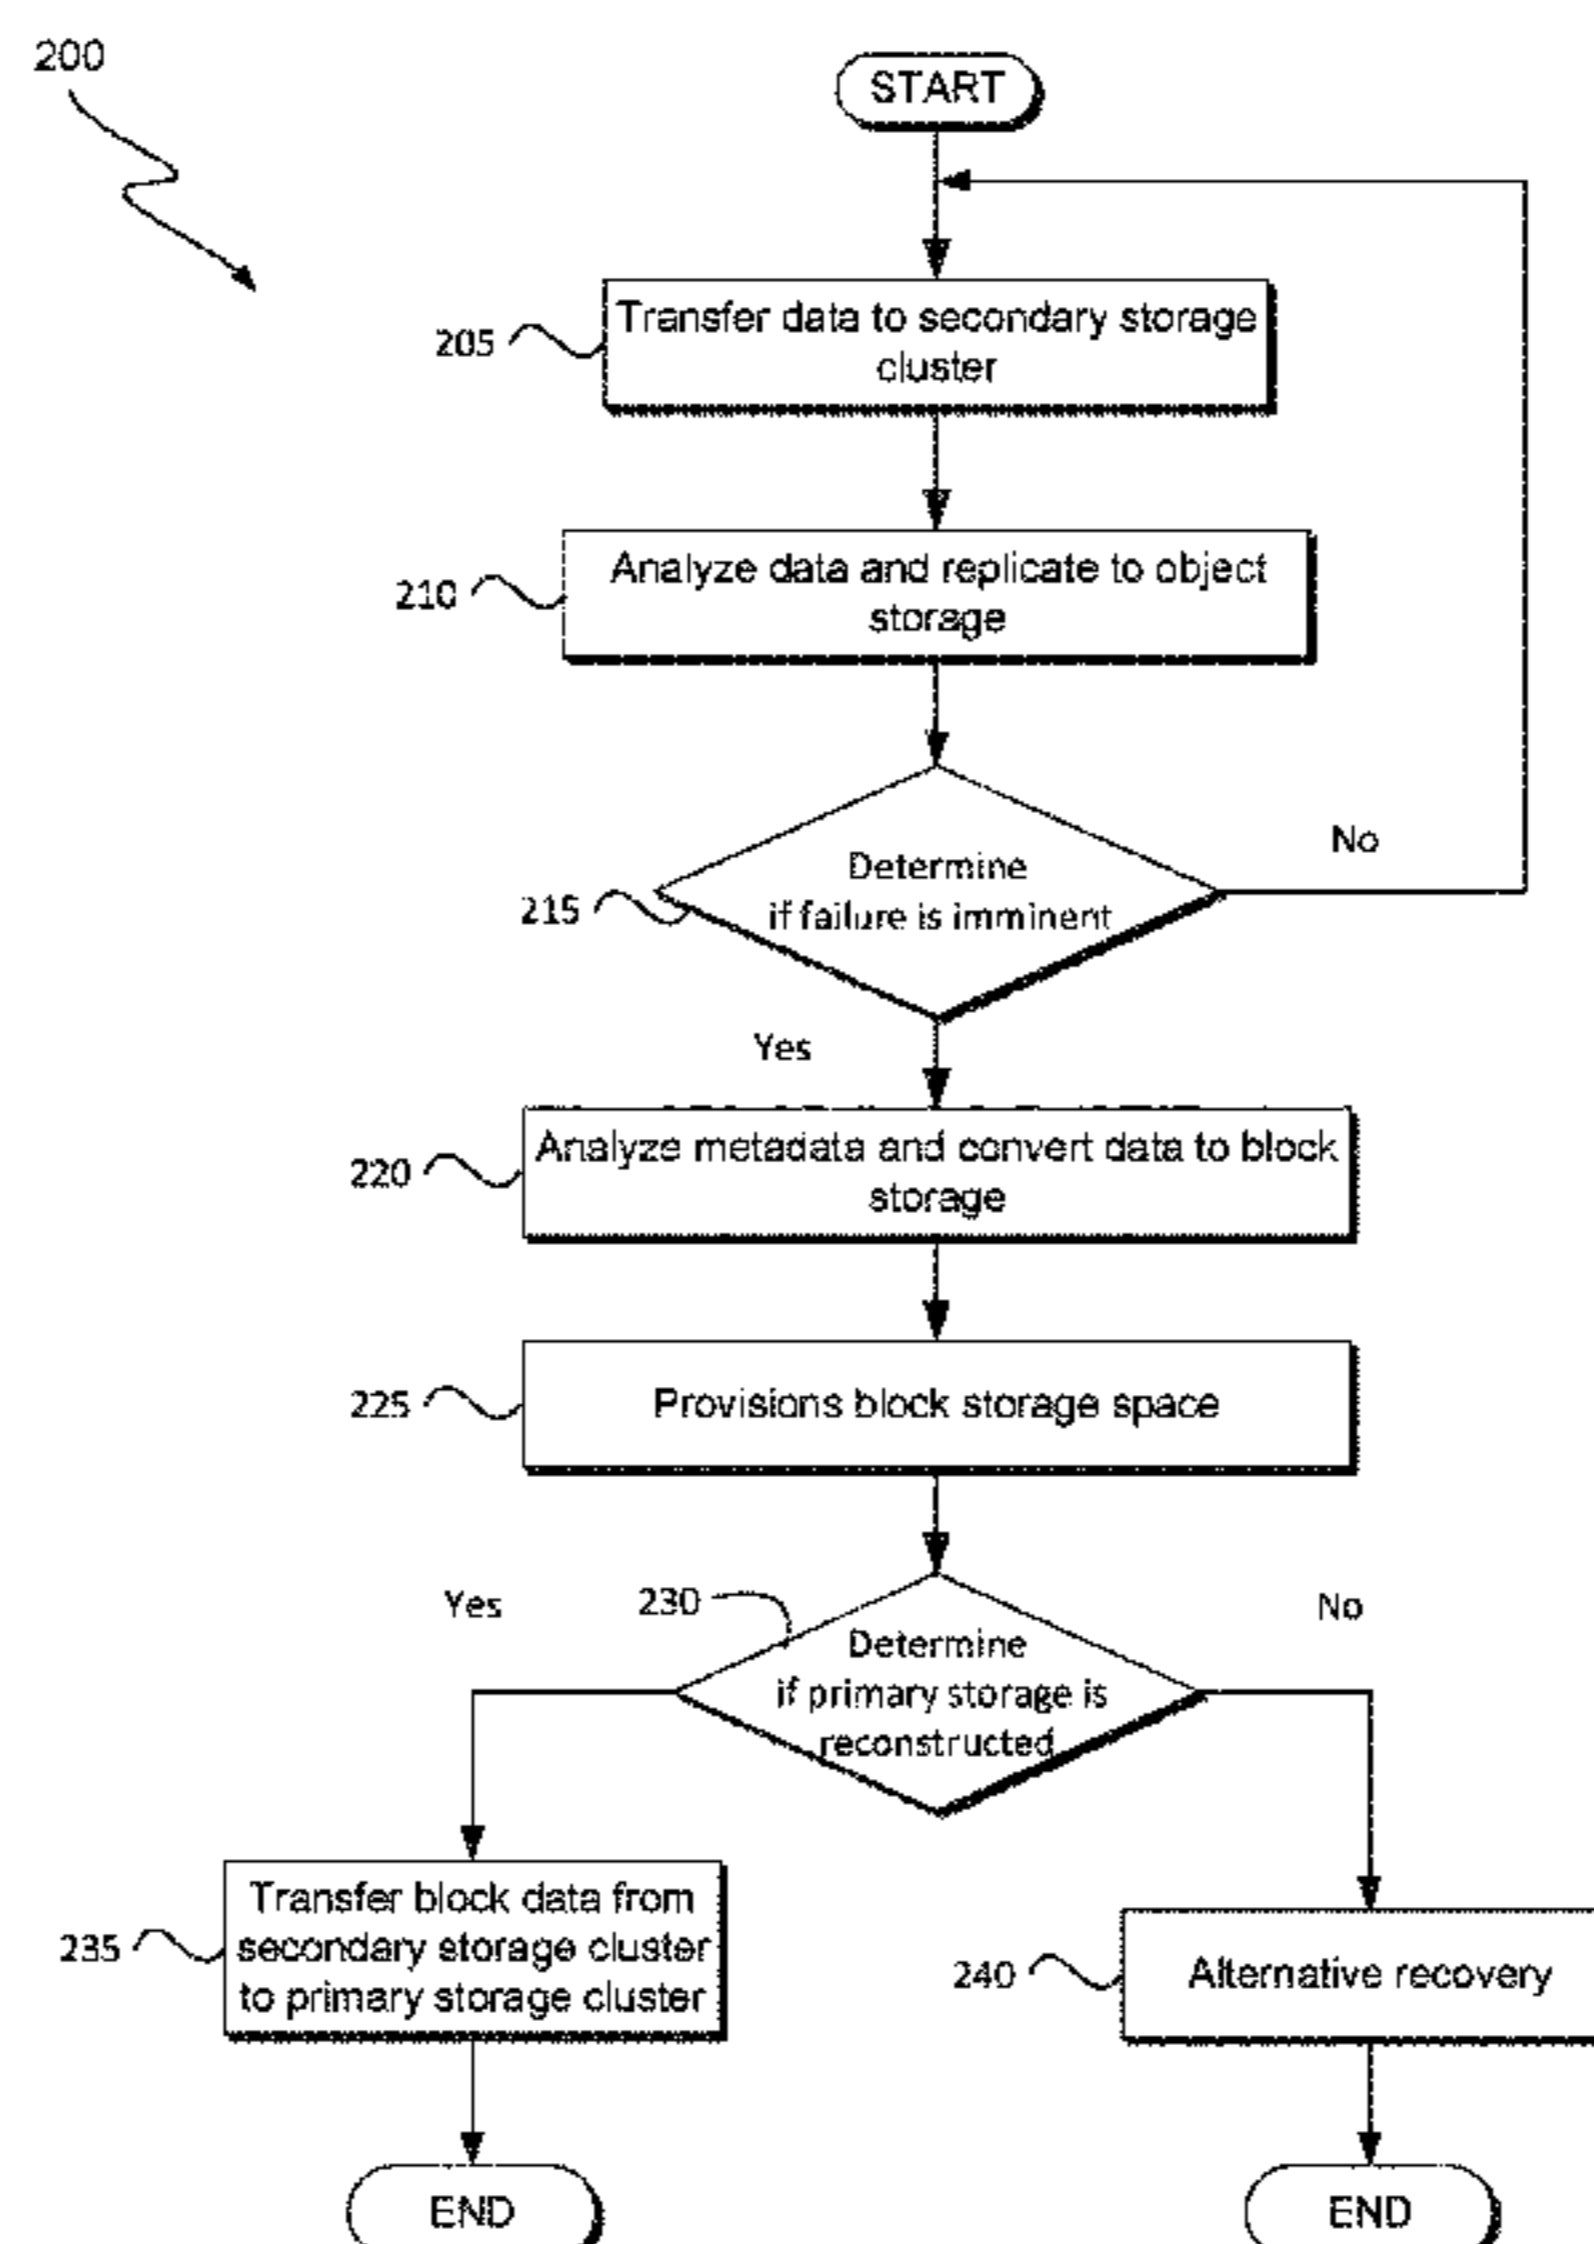 200
START
205
Transfer data to secondary storage
cluster
210
Analyze data and replicate to object
storage
215
Determine
if failure is imminent
No
Yes
220
Analyze metadata and convert data to block
storage
225
Provisions block storage space
Yes
230
No
Determine
if primary storage is
reconstructed
235
Transfer block data from
secondary storage cluster
to primary storage cluster
240
Alternative recovery
END
END